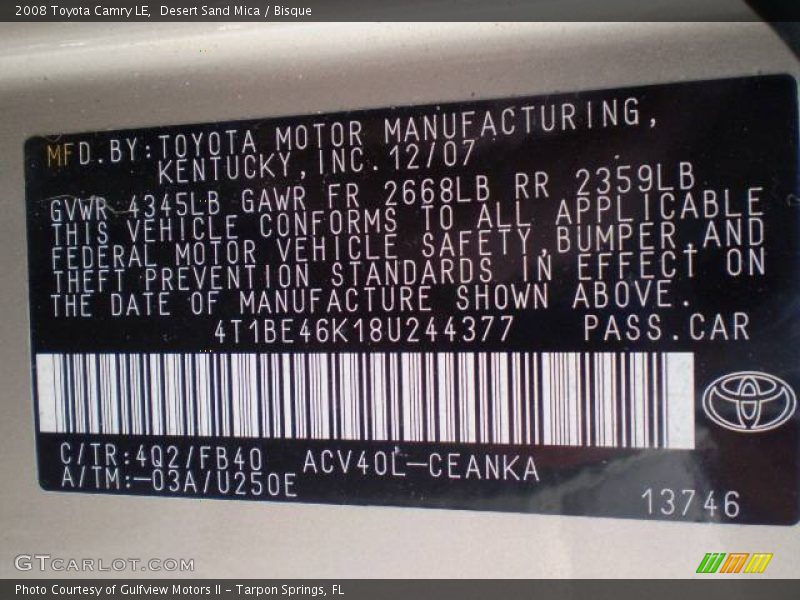 2008 Toyota Camry LE,  Desert Sand Mica / Bisque
MFD.BY:TOYOTA MOTOR MANUFACTURING,
KENTUCKY,INC.12/07
GVWR 4345LB GAWR FR 2668LB RR 2359LB
THIS VEHICLE CONFORMS TO ALL APPLICABLE
FEDERAL MOTOR VEHICLE SAFETY,BUMPER,AND
THEFT PREVENTION STANDARDS IN EFFECT ON
THE DATE OF MANUFACTURE SHOWN ABOVE.
4T1BE46K18U244377 PASS.CAR
C/TR:4Q2/FB40 ACV40L-CEANKA
A/TM:-03A/U250E
13746
GTCARLOT.COM
Photo Courtesy of Gulfview Motors II - Tarpon Springs, FL